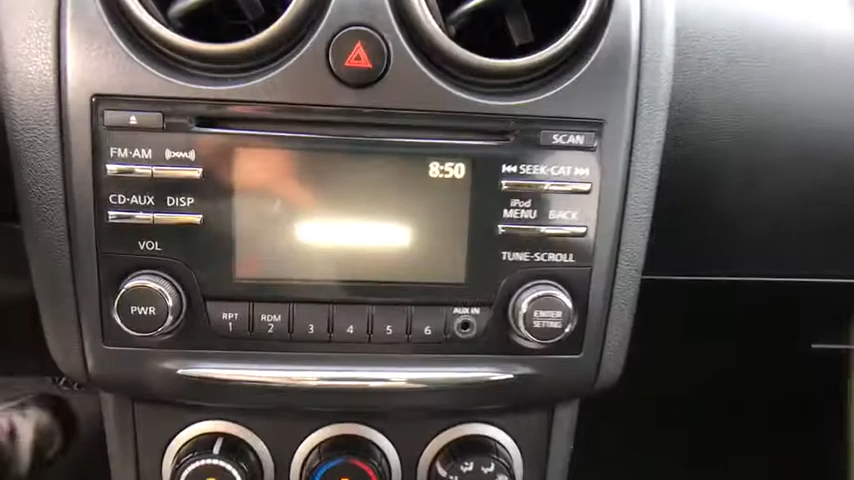 SCAN
FM·AM
((XM))
8:50
SEEK·CAT
CD·AUX
DISP
iPod
MENU
BACK
VOL
TUNE·SCROLL
PWR
RPT
1
RDM
2
3
4
5
6
AUX IN
ENTER
SETTING